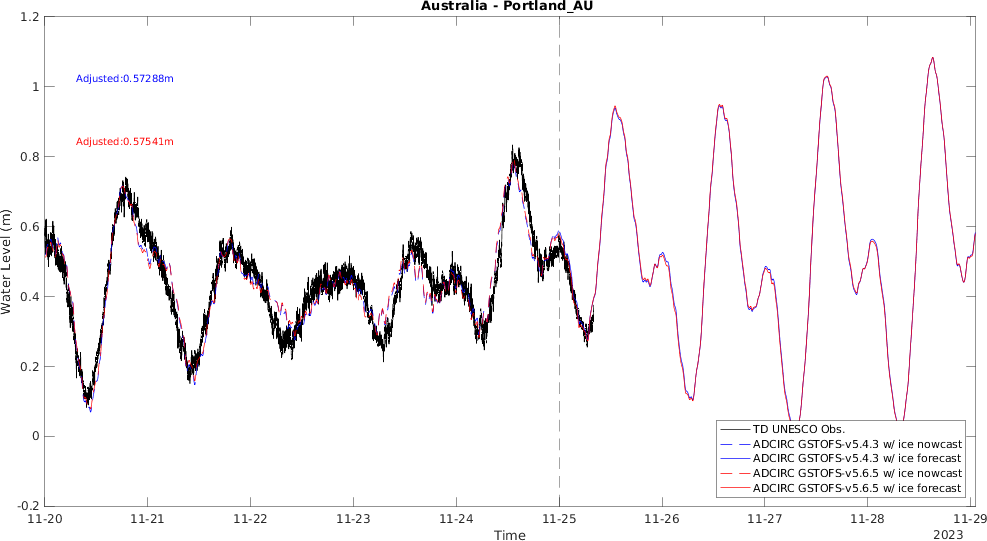 Australia - Portland_AU
1.2
1
0.8
0.6
0.4
0.2
0
-0.2
Water Level (m)
Adjusted:0.57288m
Adjusted:0.57541m
TD UNESCO Obs.
ADCIRC GSTOFS-v5.4.3 w/ ice nowcast
ADCIRC GSTOFS-v5.4.3 w/ ice forecast
ADCIRC GSTOFS-v5.6.5 w/ ice nowcast
ADCIRC GSTOFS-v5.6.5 w/ ice forecast
11-20 11-21 11-22 11-23 11-24 11-25 11-26 11-27 11-28 11-29
Time
2023